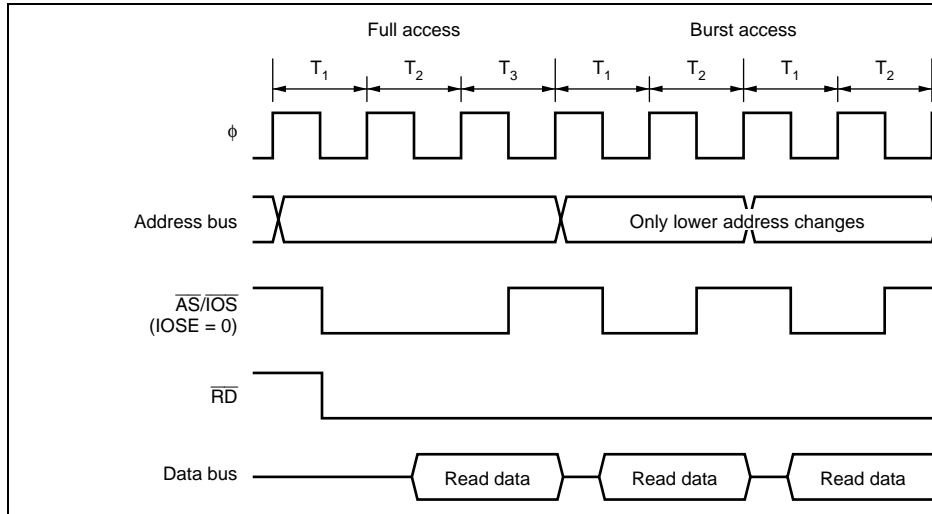 Full access Burst access
T1 T2 T3 T1 T2 T1 T2
ϕ
Address bus Only lower address changes
AS/IOS
(IOSE = 0)
RD
Data bus Read data Read data Read data